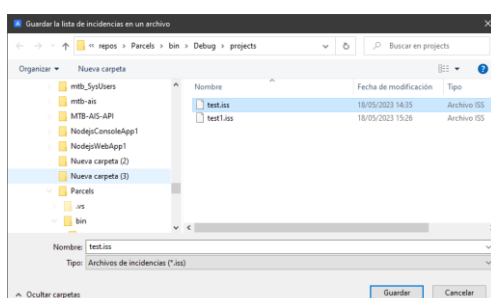 Guardar la lista de incidencias en un archivo
« repos > Parcels > bin > Debug > projects
Buscar en projects
Organizar Nueva carpeta
mtb_SysUsers
mtb-ais
MTB-AIS-API
NodejsConsoleApp1
NodejsWebApp1
Nueva carpeta (2)
Nueva carpeta (3)
Parcels
.vs
bin
Nombre Fecha de modificación Tipo
test.iss 18/05/2023 14:35 Archivo ISS
test1.iss 18/05/2023 15:26 Archivo ISS
Nombre: test.iss
Tipo: Archivos de incidencias (*.iss)
Ocultar carpetas Guardar Cancelar